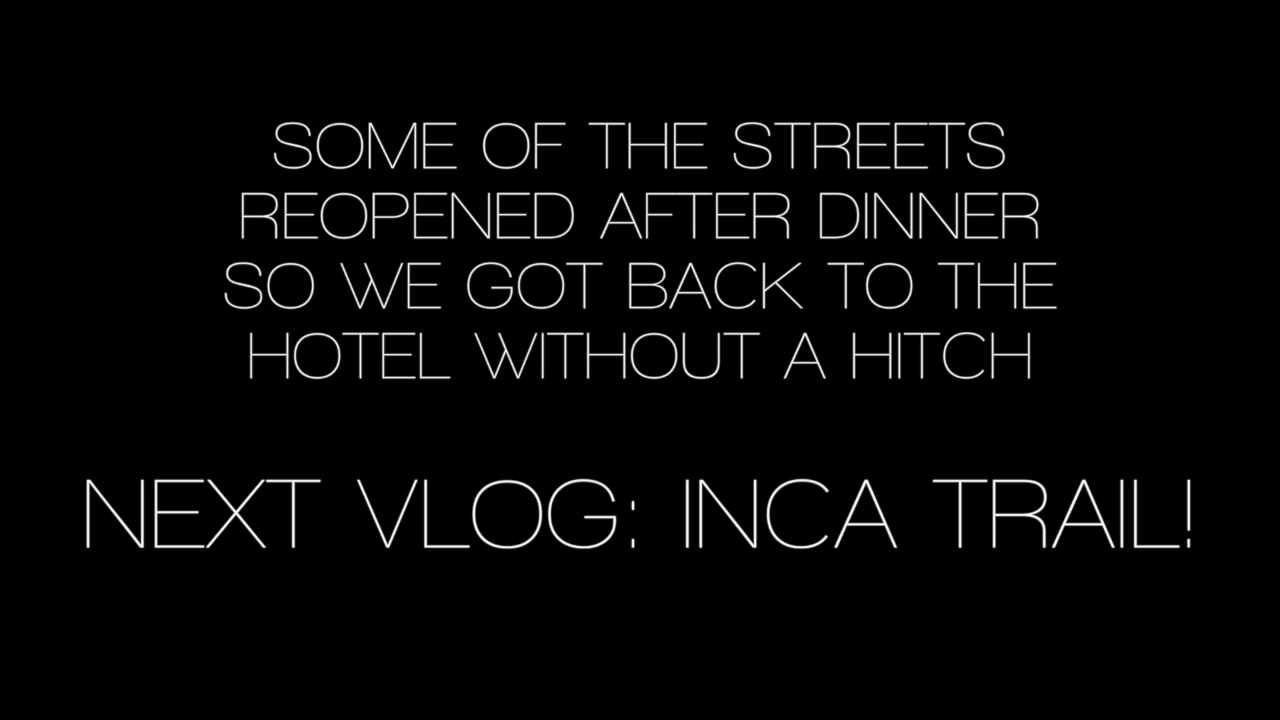 SOME OF THE STREETS
REOPENED AFTER DINNER
SO WE GOT BACK TO THE
HOTEL WITHOUT A HITCH
NEXT VLOG: INCA TRAIL!